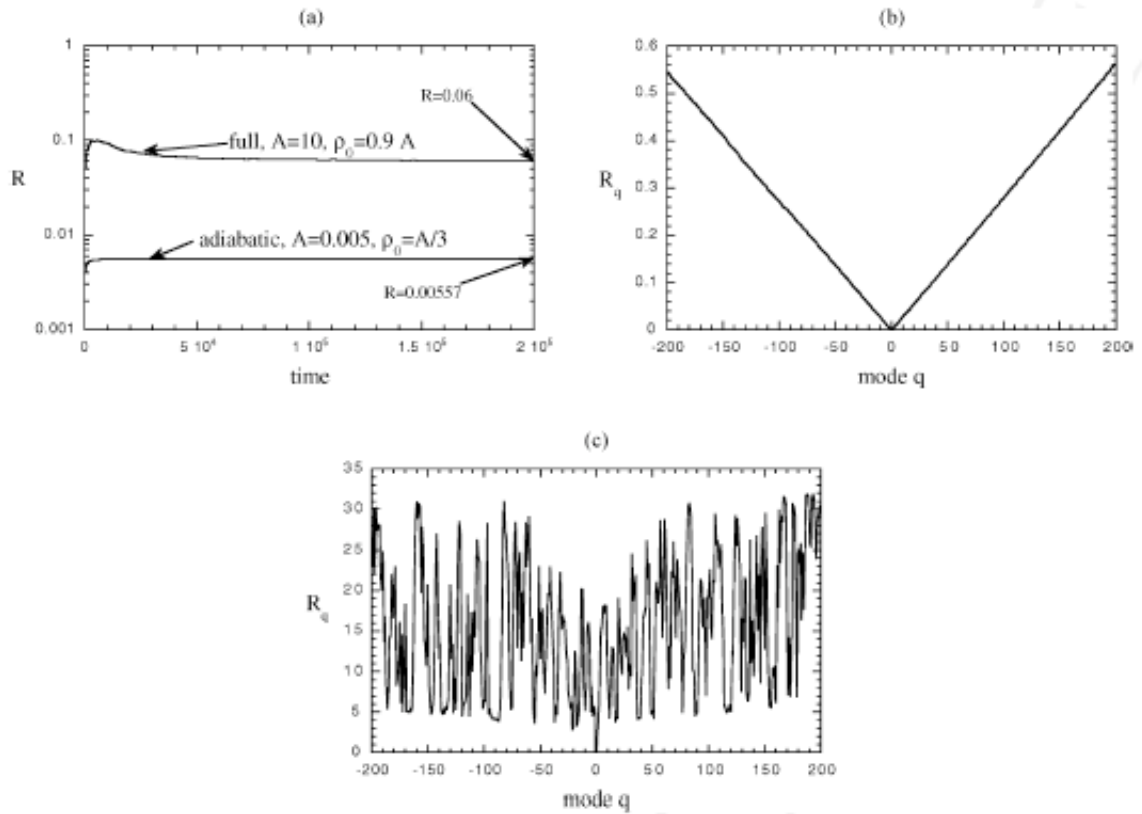 (a)
1
0.1
0.01
0.001
R
R=0.06
full, A=10, ρ₀=0.9 A
adiabatic, A=0.005, ρ₀=A/3
R=0.00557
0 5 10⁴ 1 10⁵ 1.5 10⁵ 2 10⁵
time
(b)
0.6
0.5
0.4
0.3
0.2
0.1
0
R_q
-200 -150 -100 -50 0 50 100 150 200
mode q
(c)
35
30
25
20
15
10
5
0
-200 -150 -100 -50 0 50 100 150 200
mode q